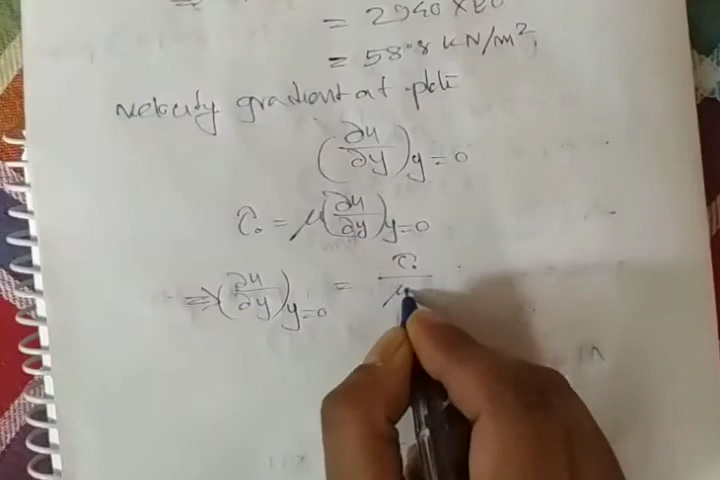 = 2940 × 20
= 58.8 KN/m²,
velocity gradient at plate
(∂u/∂y)y=0
τ₀ = μ(∂u/∂y)y=0
⇒ (∂u/∂y)y=0 = τ₀/μ